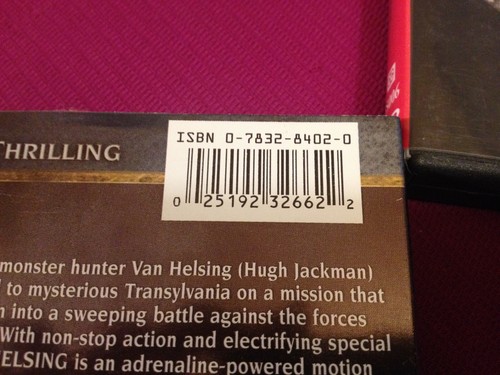 THRILLING
ISBN 0-7832-8402-0
0 25192 32662 2
monster hunter Van Helsing (Hugh Jackman)
to mysterious Transylvania on a mission that
into a sweeping battle against the forces
With non-stop action and electrifying special
HELSING is an adrenaline-powered motion